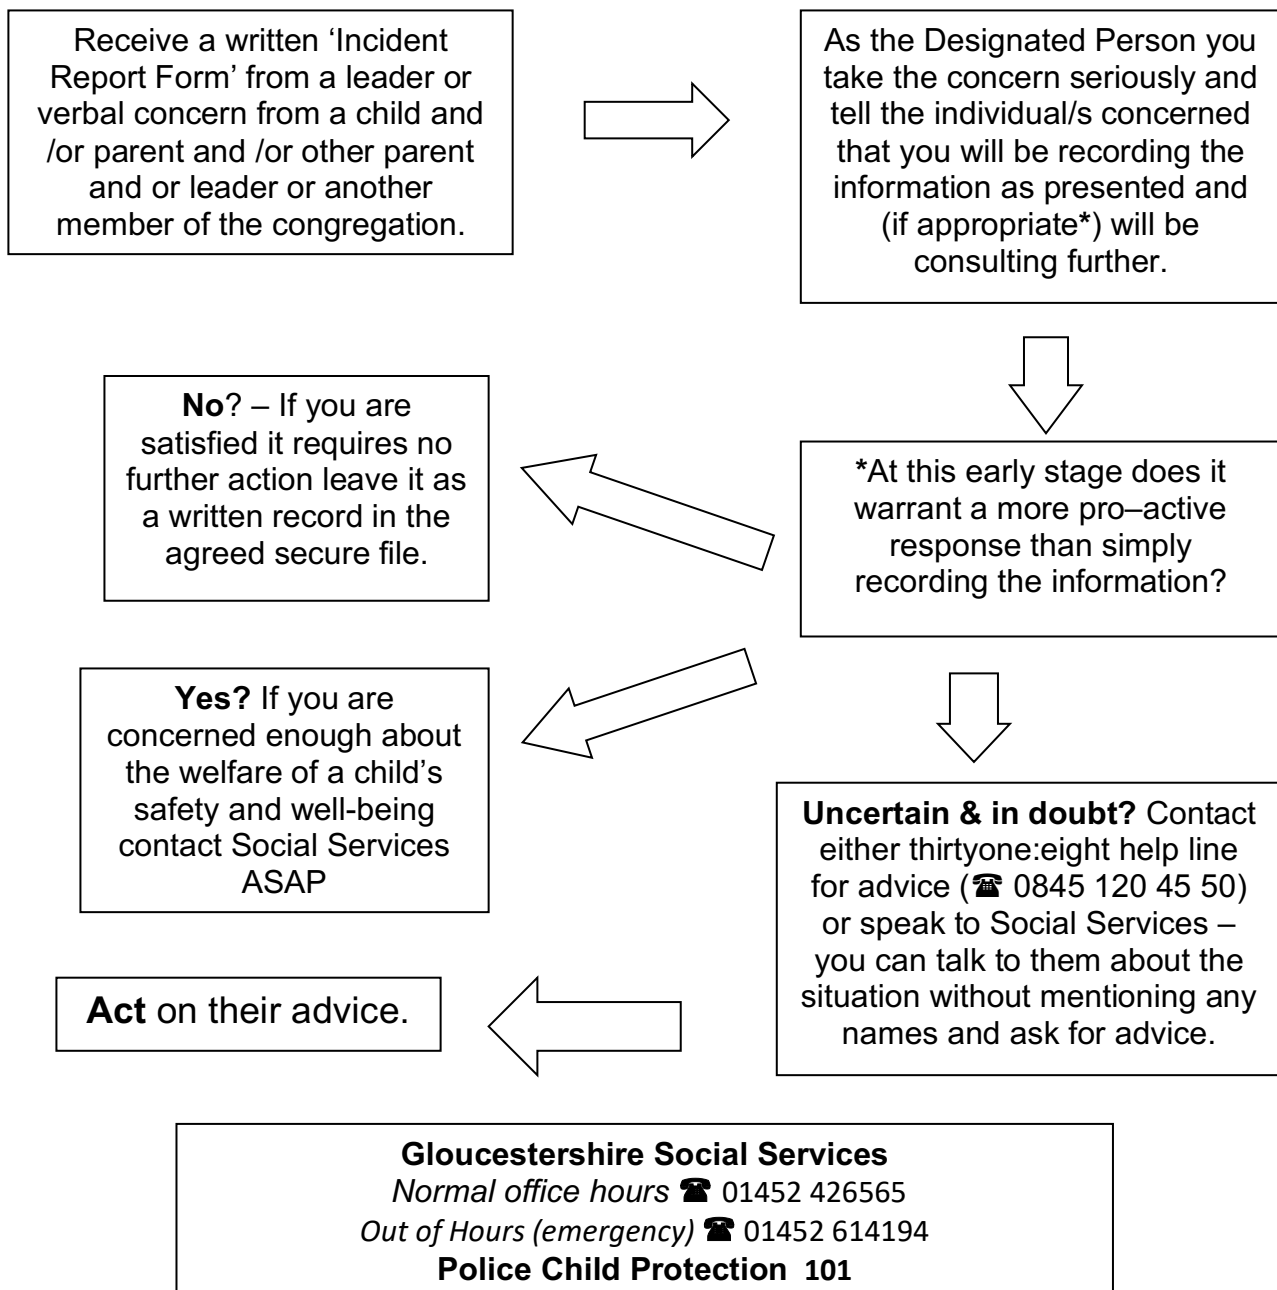 Receive a written ‘Incident
Report Form’ from a leader or
verbal concern from a child and
/or parent and /or other parent
and or leader or another
member of the congregation.
As the Designated Person you
take the concern seriously and
tell the individual/s concerned
that you will be recording the
information as presented and
(if appropriate*) will be
consulting further.
No? – If you are
satisfied it requires no
further action leave it as
a written record in the
agreed secure file.
*At this early stage does it
warrant a more pro–active
response than simply
recording the information?
Yes? If you are
concerned enough about
the welfare of a child’s
safety and well-being
contact Social Services
ASAP
Uncertain & in doubt? Contact
either thirtyone:eight help line
for advice (☎ 0845 120 45 50)
or speak to Social Services –
you can talk to them about the
situation without mentioning any
names and ask for advice.
Act on their advice.
Gloucestershire Social Services
Normal office hours ☎ 01452 426565
Out of Hours (emergency) ☎ 01452 614194
Police Child Protection 101